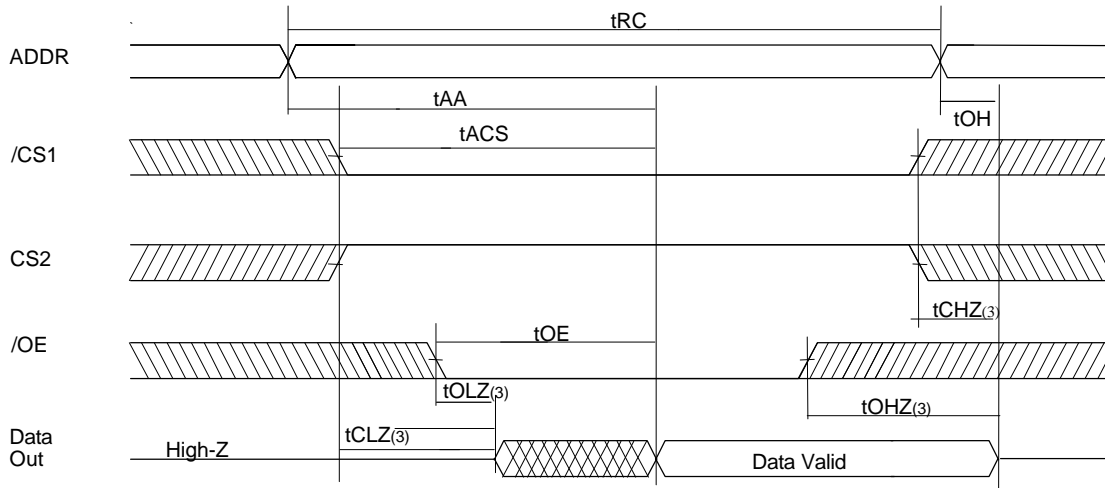 tRC
ADDR
tAA
tOH
tACS
/CS1
CS2
tCHZ(3)
/OE
tOE
tOLZ(3)
tOHZ(3)
tCLZ(3)
Data
Out
High-Z
Data Valid